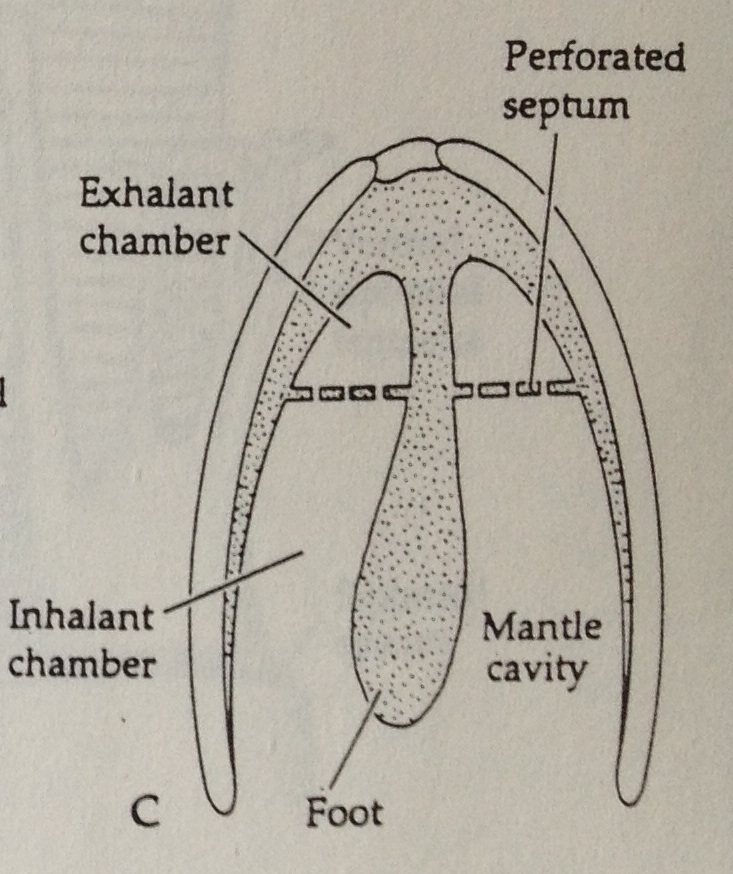 Perforated
septum
Exhalant
chamber
Inhalant
chamber
Mantle
cavity
C
Foot